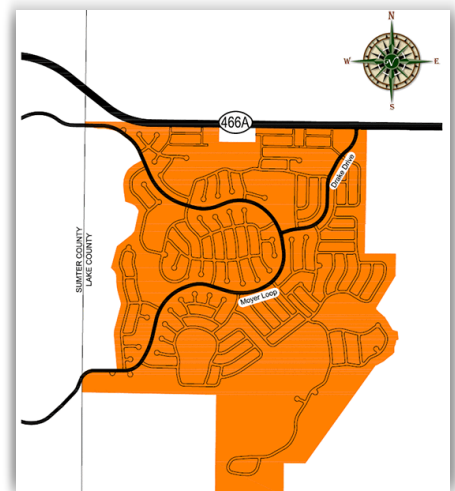 N
W
E
S
466A
Drake Drive
SUMTER COUNTY
LAKE COUNTY
Moyer Loop